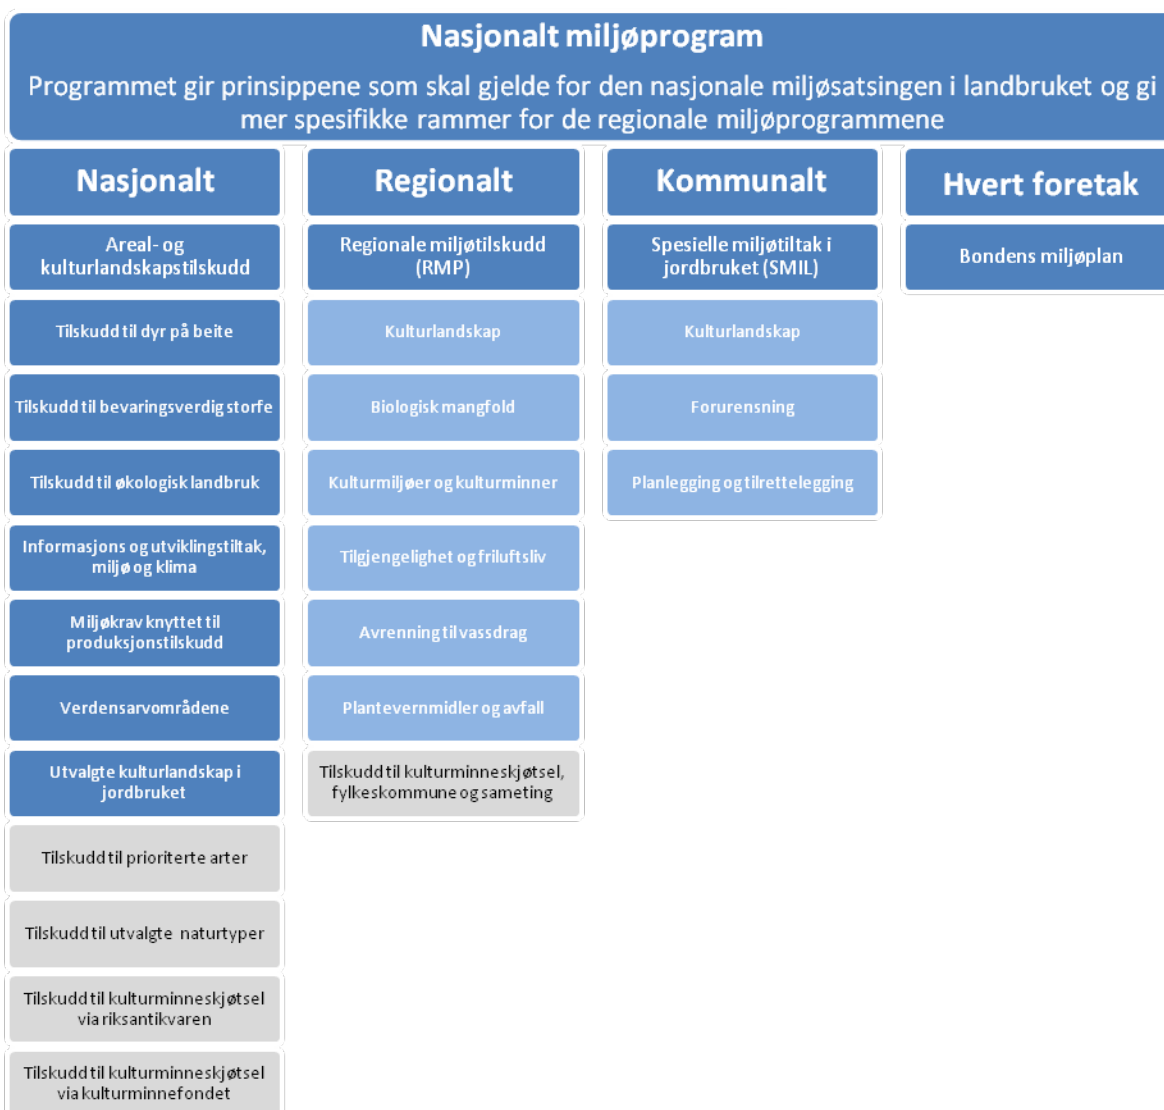 Nasjonalt miljøprogram
Programmet gir prinsippene som skal gjelde for den nasjonale miljøsatsingen i landbruket og gi
mer spesifikke rammer for de regionale miljøprogrammene
Nasjonalt
Areal- og
kulturlandskapstilskudd
Tilskudd til dyr på beite
Tilskudd til bevaringsverdig storfe
Tilskudd til økologisk landbruk
Informasjons og utviklingstiltak,
miljø og klima
Miljøkrav knyttet til
produksjonstilskudd
Verdensarvområdene
Utvalgte kulturlandskap i
jordbruket
Tilskudd til prioriterte arter
Tilskudd til utvalgte naturtyper
Tilskudd til kulturminneskjøtsel
via riksantikvaren
Tilskudd til kulturminneskjøtsel
via kulturminnefondet
Regionalt
Regionale miljøtilskudd
(RMP)
Kulturlandskap
Biologisk mangfold
Kulturmiljøer og kulturminner
Tilgjengelighet og friluftsliv
Avrenning til vassdrag
Plantevernmidler og avfall
Tilskudd til kulturminneskjøtsel,
fylkeskommune og sameting
Kommunalt
Spesielle miljøtiltak i
jordbruket (SMIL)
Kulturlandskap
Forurensning
Planlegging og tilrettelegging
Hvert foretak
Bondens miljøplan